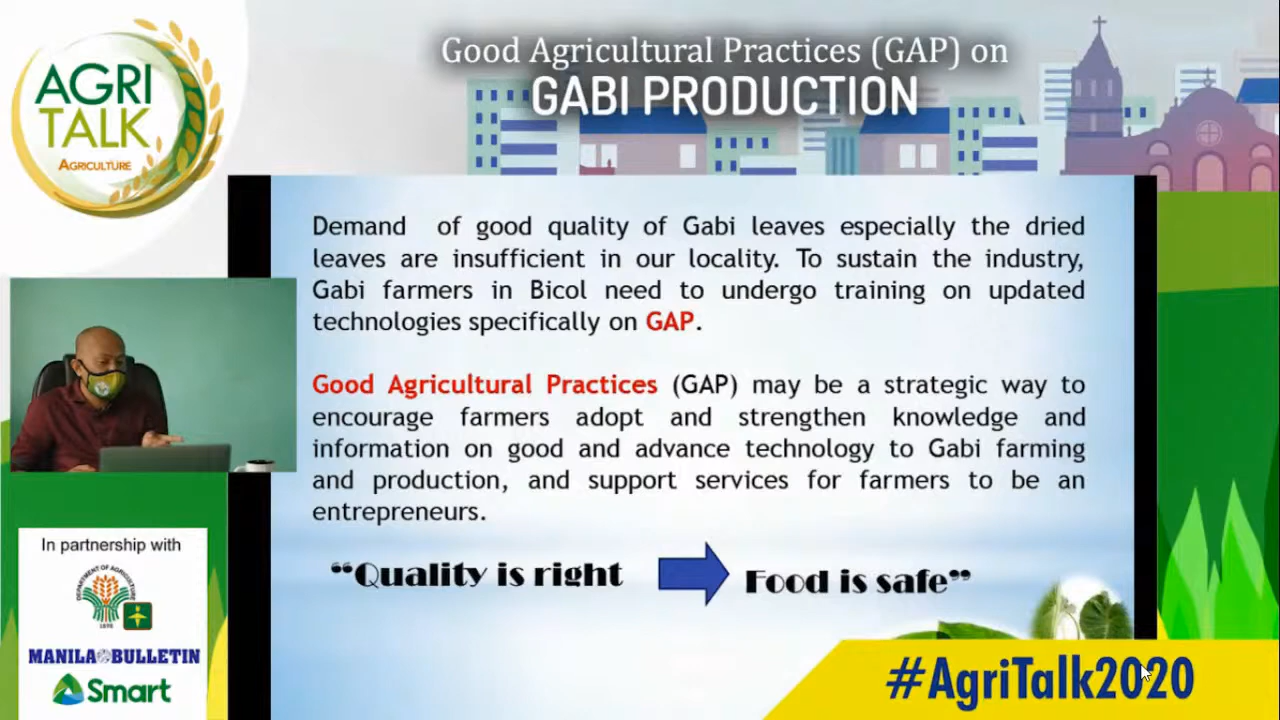 AGRI
TALK
AGRICULTURE
Good Agricultural Practices (GAP) on
GABI PRODUCTION
Demand of good quality of Gabi leaves especially the dried
leaves are insufficient in our locality. To sustain the industry,
Gabi farmers in Bicol need to undergo training on updated
technologies specifically on GAP.
Good Agricultural Practices (GAP) may be a strategic way to
encourage farmers adopt and strengthen knowledge and
information on good and advance technology to Gabi farming
and production, and support services for farmers to be an
entrepreneurs.
“Quality is right
Food is safe”
In partnership with
DEPARTMENT OF AGRICULTURE
1898
MANILA BULLETIN
Smart
#AgriTalk2020